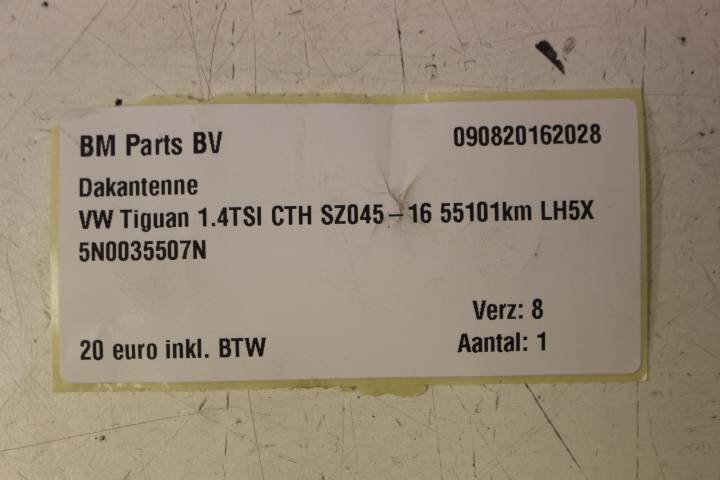 BM Parts BV 090820162028
Dakantenne
VW Tiguan 1.4TSI CTH SZ045-16 55101km LH5X
5N0035507N
Verz: 8
20 euro inkl. BTW Aantal: 1